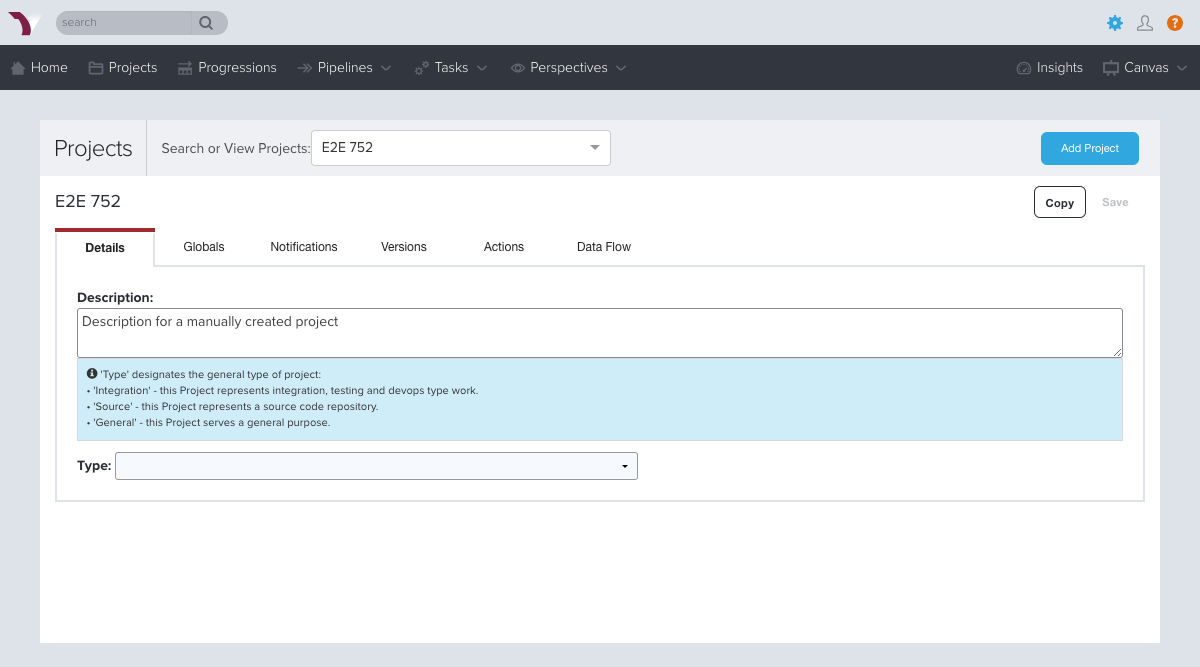 search
?
Home Projects Progressions Pipelines Tasks Perspectives Insights Canvas
Projects Search or View Projects: E2E 752 Add Project
E2E 752 Copy Save
Details Globals Notifications Versions Actions Data Flow
Description:
Description for a manually created project
'Type' designates the general type of project:
• 'Integration' - this Project represents integration, testing and devops type work.
• 'Source' - this Project represents a source code repository.
• 'General' - this Project serves a general purpose.
Type: